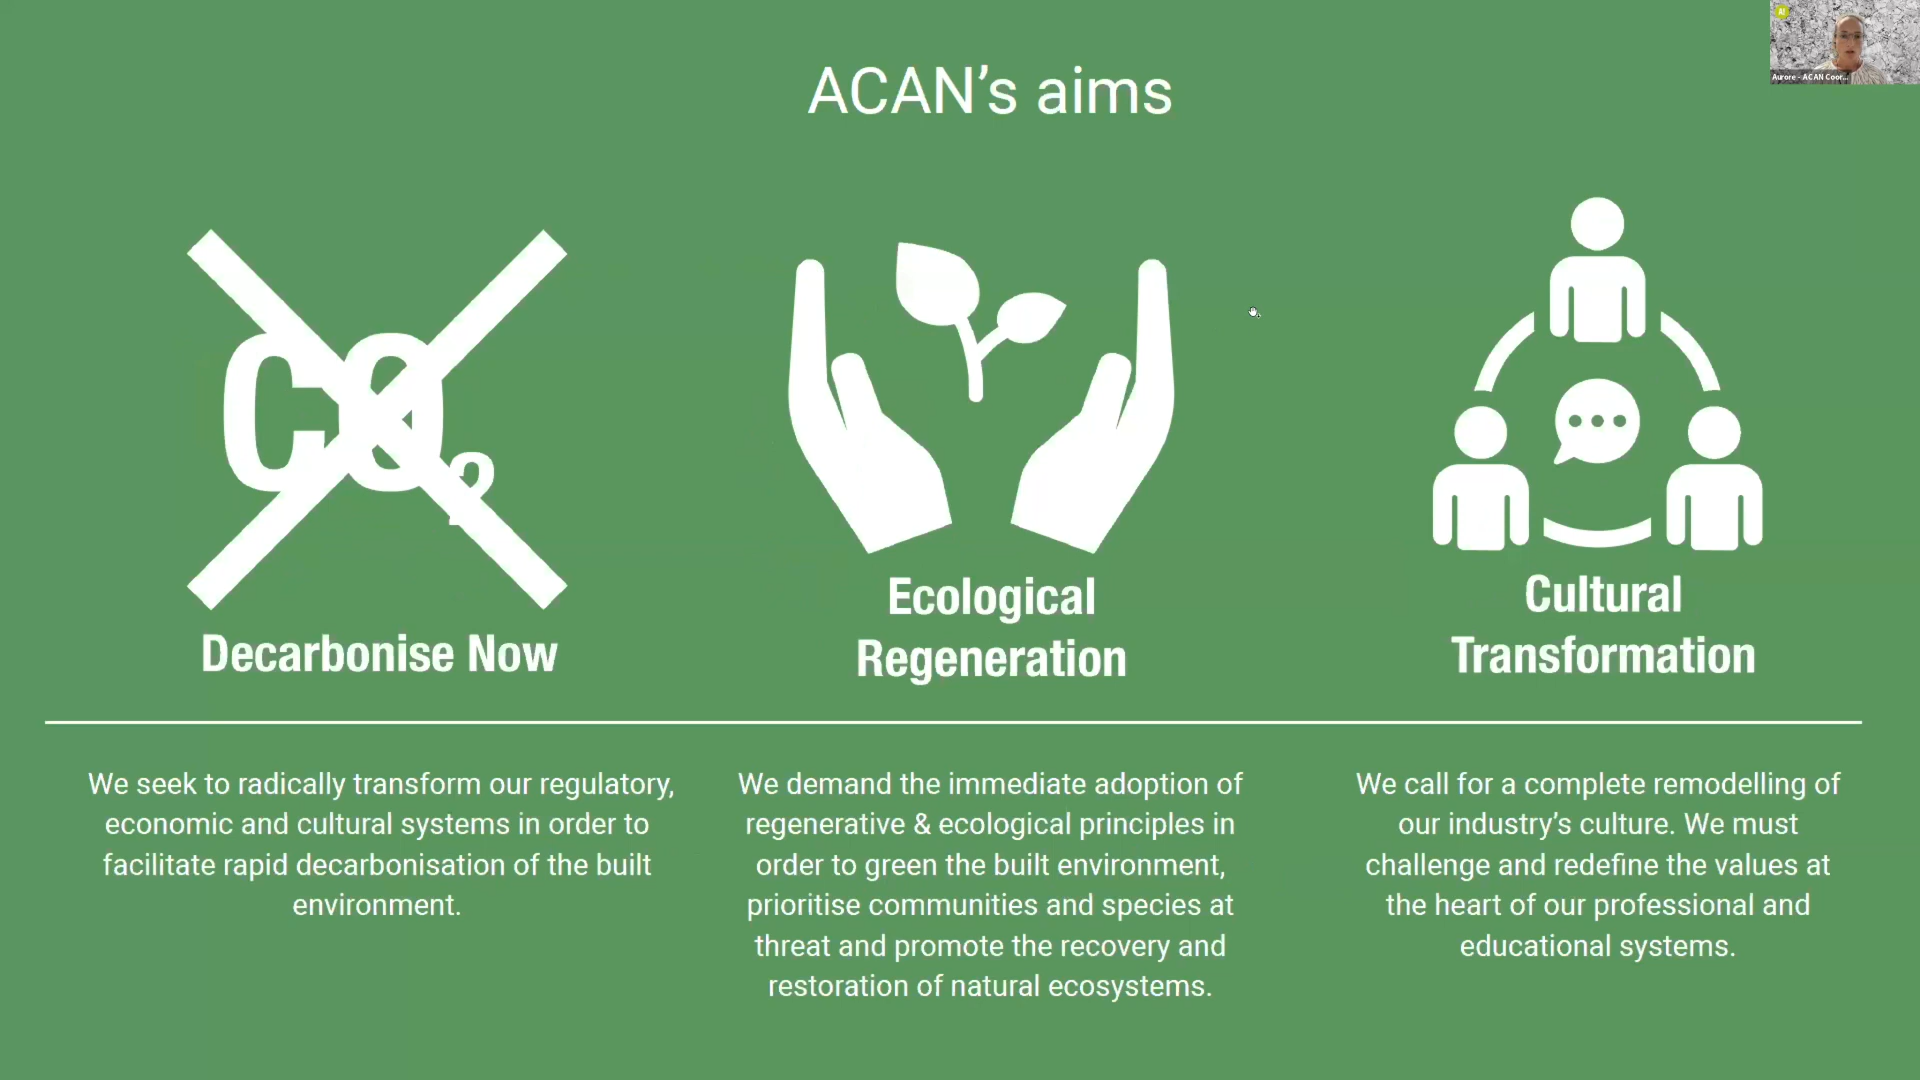 AI
Aurore - ACAN Coor...
ACAN's aims
CO2
Decarbonise Now
Ecological
Regeneration
Cultural
Transformation
We seek to radically transform our regulatory,
economic and cultural systems in order to
facilitate rapid decarbonisation of the built
environment.
We demand the immediate adoption of
regenerative & ecological principles in
order to green the built environment,
prioritise communities and species at
threat and promote the recovery and
restoration of natural ecosystems.
We call for a complete remodelling of
our industry's culture. We must
challenge and redefine the values at
the heart of our professional and
educational systems.